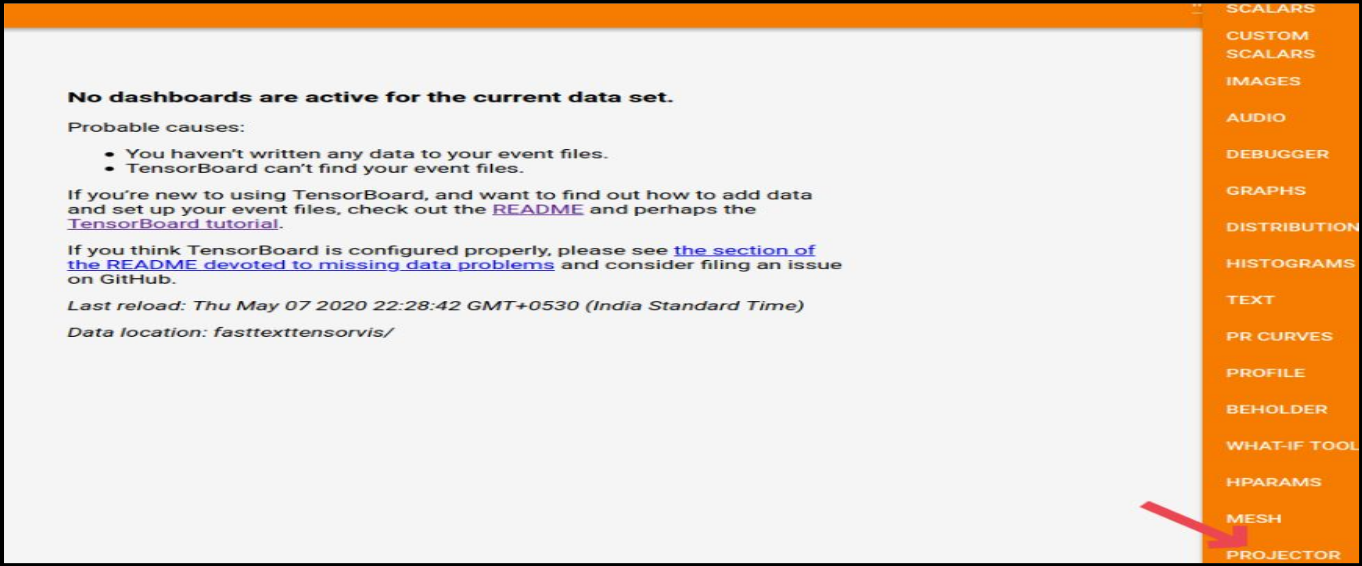 No dashboards are active for the current data set.
Probable causes:
• You haven't written any data to your event files.
• TensorBoard can't find your event files.
If you're new to using TensorBoard, and want to find out how to add data
and set up your event files, check out the README and perhaps the
TensorBoard tutorial.
If you think TensorBoard is configured properly, please see the section of
the README devoted to missing data problems and consider filing an issue
on GitHub.
Last reload: Thu May 07 2020 22:28:42 GMT+0530 (India Standard Time)
Data location: fasttexttensorvis/
SCALARS
CUSTOM
SCALARS
IMAGES
AUDIO
DEBUGGER
GRAPHS
DISTRIBUTION
HISTOGRAMS
TEXT
PR CURVES
PROFILE
BEHOLDER
WHAT-IF TOOL
HPARAMS
MESH
PROJECTOR